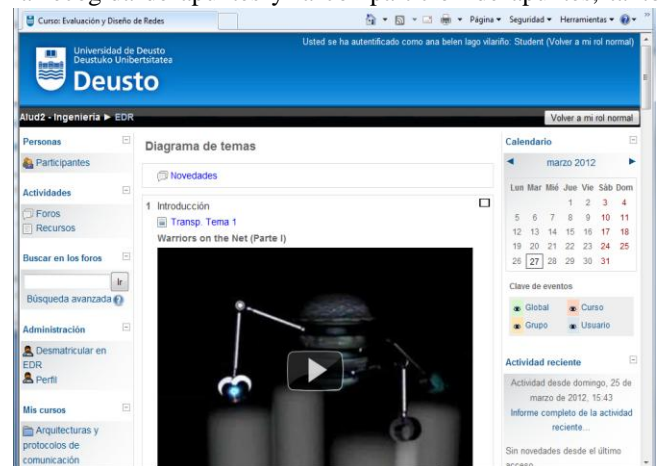 Curso: Evaluación y Diseño de Redes
Página Seguridad Herramientas
Universidad de Deusto
Deustuko Unibertsitatea
Deusto
Usted se ha autentificado como ana belen lago vilariño: Student (Volver a mi rol normal)
Alud2 - Ingeniería ► EDR
Volver a mi rol normal
Personas
Participantes
Actividades
Foros
Recursos
Buscar en los foros
Ir
Búsqueda avanzada
Administración
Desmatricular en
EDR
Perfil
Mis cursos
Arquitecturas y
protocolos de
comunicación
Diagrama de temas
Novedades
1 Introducción
Transp. Tema 1
Warriors on the Net (Parte I)
Calendario
◄ marzo 2012 ►
Lun Mar Mié Jue Vie Sáb Dom
1 2 3 4
5 6 7 8 9 10 11
12 13 14 15 16 17 18
19 20 21 22 23 24 25
26 27 28 29 30 31
Clave de eventos
Global Curso
Grupo Usuario
Actividad reciente
Actividad desde domingo, 25 de
marzo de 2012, 15:43
Informe completo de la actividad
reciente...
Sin novedades desde el último